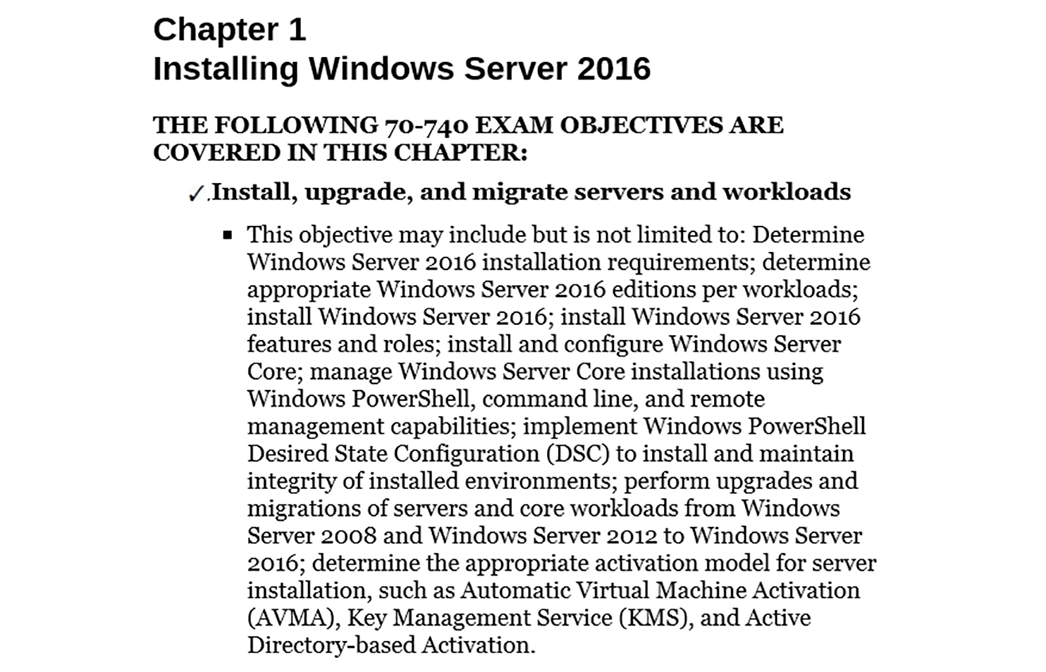 Chapter 1
Installing Windows Server 2016
THE FOLLOWING 70-740 EXAM OBJECTIVES ARE
COVERED IN THIS CHAPTER:
✓.Install, upgrade, and migrate servers and workloads
▪ This objective may include but is not limited to: Determine
Windows Server 2016 installation requirements; determine
appropriate Windows Server 2016 editions per workloads;
install Windows Server 2016; install Windows Server 2016
features and roles; install and configure Windows Server
Core; manage Windows Server Core installations using
Windows PowerShell, command line, and remote
management capabilities; implement Windows PowerShell
Desired State Configuration (DSC) to install and maintain
integrity of installed environments; perform upgrades and
migrations of servers and core workloads from Windows
Server 2008 and Windows Server 2012 to Windows Server
2016; determine the appropriate activation model for server
installation, such as Automatic Virtual Machine Activation
(AVMA), Key Management Service (KMS), and Active
Directory-based Activation.